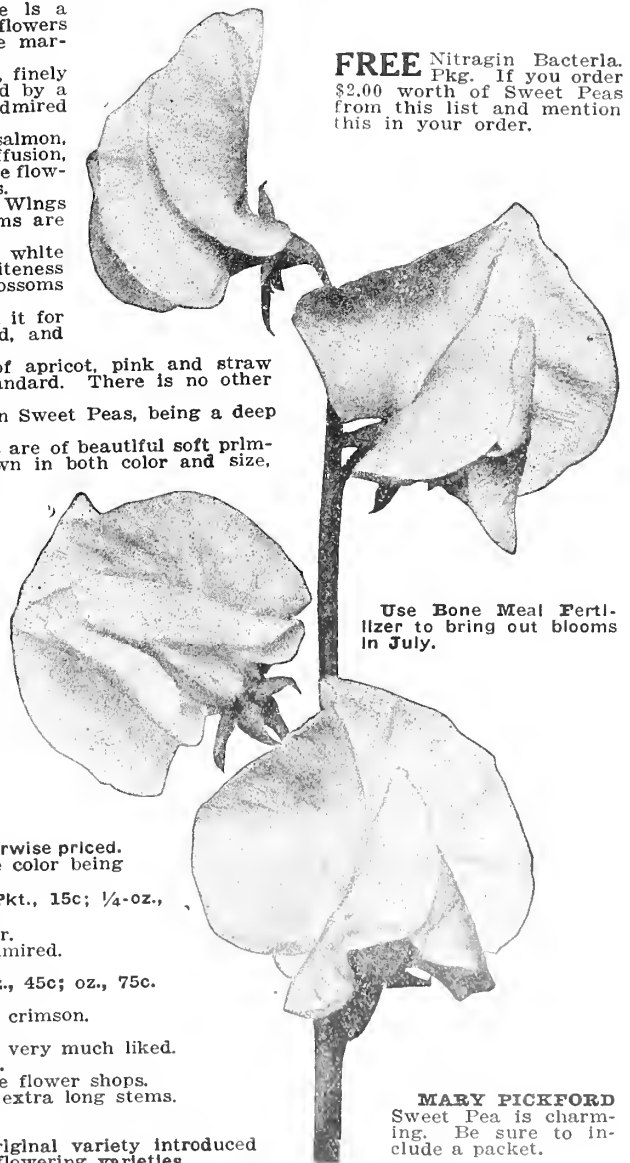 e Is a
flowers
e mar-
, finely
d by a
dmired
salmon,
ffusion,
e flow-
s.
Wings
ms are
white
iteness
ossoms
it for
d, and
of apricot, pink and straw
andard. There is no other
n Sweet Peas, being a deep
are of beautiful soft prim-
wn in both color and size,
FREE Nitragin Bacteria.
Pkg. If you order
$2.00 worth of Sweet Peas
from this list and mention
this in your order.
Use Bone Meal Ferti-
lizer to bring out blooms
in July.
rwise priced.
e color being
Pkt., 15c; ¼-oz.,
r.
mired.
z., 45c; oz., 75c.
crimson.
very much liked.
e flower shops.
extra long stems.
riginal variety introduced
flowering varieties
MARY PICKFORD
Sweet Pea is charm-
ing. Be sure to in-
clude a packet.